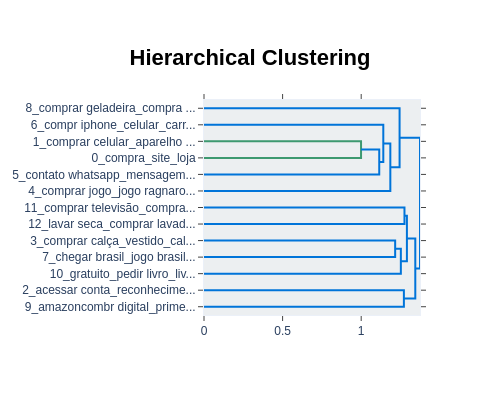 Hierarchical Clustering
8_comprar geladeira_compra ...
6_compr iphone_celular_carr...
1_comprar celular_aparelho ...
0_compra_site_loja
5_contato whatsapp_mensagem...
4_comprar jogo_jogo ragnaro...
11_comprar televisão_compra...
12_lavar seca_comprar lavad...
3_comprar calça_vestido_cal...
7_chegar brasil_jogo brasil...
10_gratuito_pedir livro_liv...
2_acessar conta_reconhecime...
9_amazoncombr digital_prime...
0 0.5 1